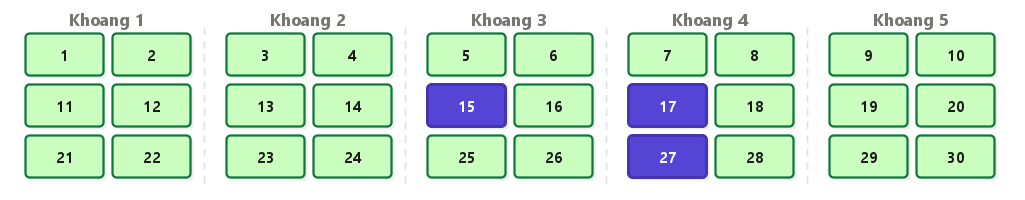 Khoang 1 Khoang 2 Khoang 3 Khoang 4 Khoang 5
1 2 3 4 5 6 7 8 9 10
11 12 13 14 15 16 17 18 19 20
21 22 23 24 25 26 27 28 29 30